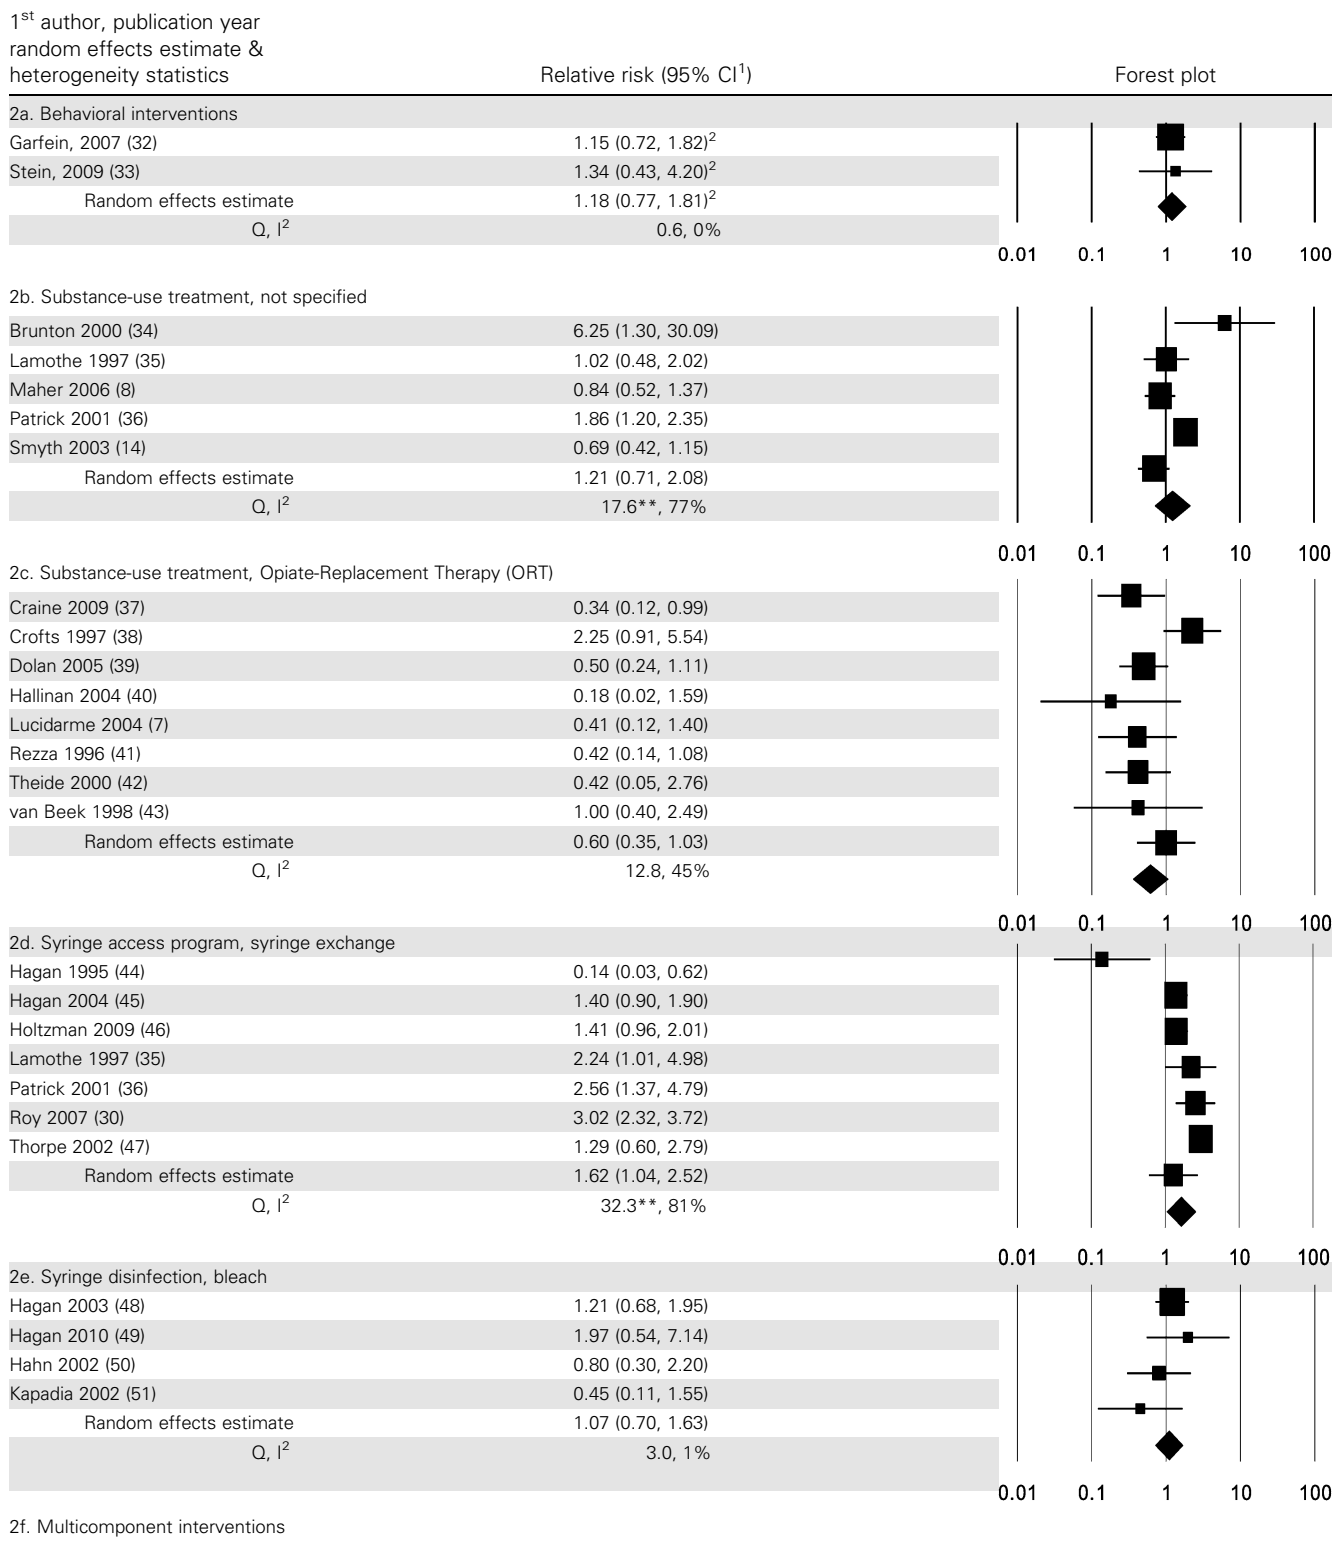 1st author, publication year
random effects estimate &
heterogeneity statistics Relative risk (95% CI1) Forest plot
2a. Behavioral interventions
Garfein, 2007 (32) 1.15 (0.72, 1.82)2
Stein, 2009 (33) 1.34 (0.43, 4.20)2
Random effects estimate 1.18 (0.77, 1.81)2
Q, I2 0.6, 0%
0.01 0.1 1 10 100
2b. Substance-use treatment, not specified
Brunton 2000 (34) 6.25 (1.30, 30.09)
Lamothe 1997 (35) 1.02 (0.48, 2.02)
Maher 2006 (8) 0.84 (0.52, 1.37)
Patrick 2001 (36) 1.86 (1.20, 2.35)
Smyth 2003 (14) 0.69 (0.42, 1.15)
Random effects estimate 1.21 (0.71, 2.08)
Q, I2 17.6**, 77%
0.01 0.1 1 10 100
2c. Substance-use treatment, Opiate-Replacement Therapy (ORT)
Craine 2009 (37) 0.34 (0.12, 0.99)
Crofts 1997 (38) 2.25 (0.91, 5.54)
Dolan 2005 (39) 0.50 (0.24, 1.11)
Hallinan 2004 (40) 0.18 (0.02, 1.59)
Lucidarme 2004 (7) 0.41 (0.12, 1.40)
Rezza 1996 (41) 0.42 (0.14, 1.08)
Theide 2000 (42) 0.42 (0.05, 2.76)
van Beek 1998 (43) 1.00 (0.40, 2.49)
Random effects estimate 0.60 (0.35, 1.03)
Q, I2 12.8, 45%
0.01 0.1 1 10 100
2d. Syringe access program, syringe exchange
Hagan 1995 (44) 0.14 (0.03, 0.62)
Hagan 2004 (45) 1.40 (0.90, 1.90)
Holtzman 2009 (46) 1.41 (0.96, 2.01)
Lamothe 1997 (35) 2.24 (1.01, 4.98)
Patrick 2001 (36) 2.56 (1.37, 4.79)
Roy 2007 (30) 3.02 (2.32, 3.72)
Thorpe 2002 (47) 1.29 (0.60, 2.79)
Random effects estimate 1.62 (1.04, 2.52)
Q, I2 32.3**, 81%
0.01 0.1 1 10 100
2e. Syringe disinfection, bleach
Hagan 2003 (48) 1.21 (0.68, 1.95)
Hagan 2010 (49) 1.97 (0.54, 7.14)
Hahn 2002 (50) 0.80 (0.30, 2.20)
Kapadia 2002 (51) 0.45 (0.11, 1.55)
Random effects estimate 1.07 (0.70, 1.63)
Q, I2 3.0, 1%
0.01 0.1 1 10 100
2f. Multicomponent interventions